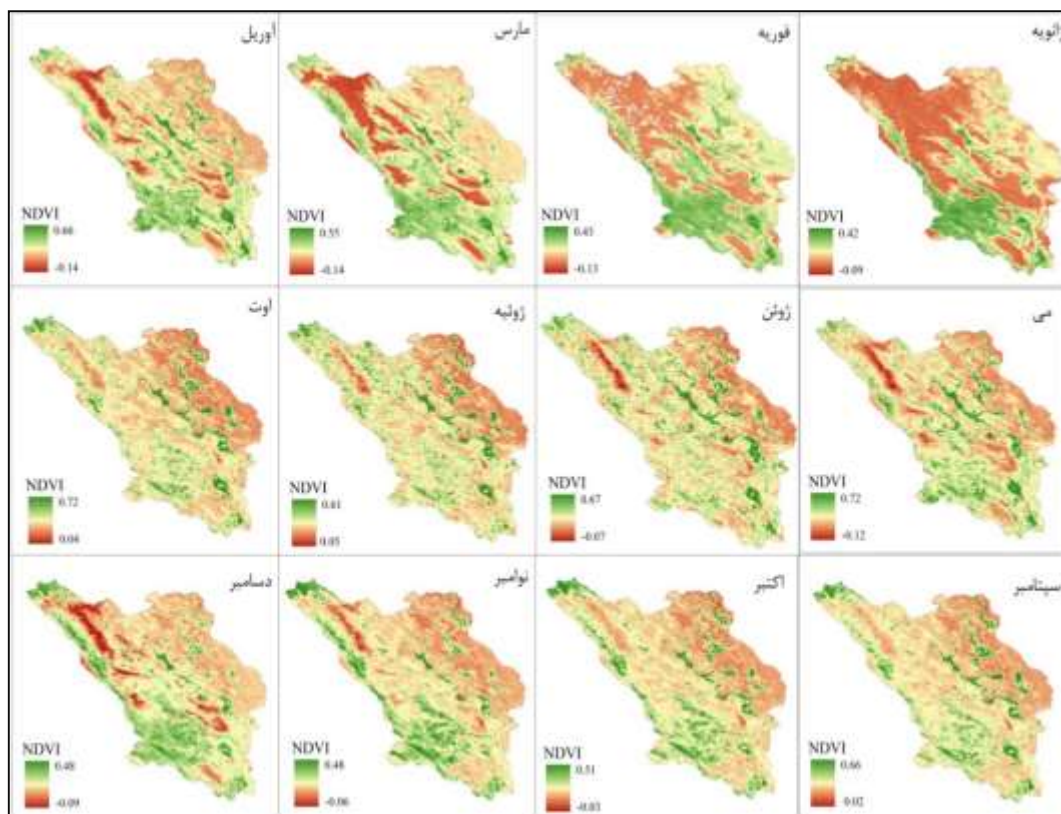 ژانویه
NDVI
0.42
-0.09
فوریه
NDVI
0.45
-0.13
مارس
NDVI
0.55
-0.14
اوریل
NDVI
0.66
-0.14
می
NDVI
0.72
-0.12
ژوئن
NDVI
0.67
-0.07
ژوئیه
NDVI
0.61
0.05
اوت
NDVI
0.72
0.04
سپتامبر
NDVI
0.66
0.02
اکتبر
NDVI
0.51
-0.03
نوامبر
NDVI
0.48
-0.06
دسامبر
NDVI
0.48
-0.09